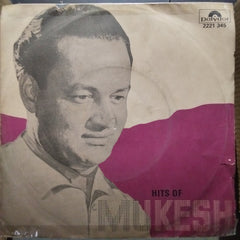 Polydor
2221 345
HITS OF
MUKESH